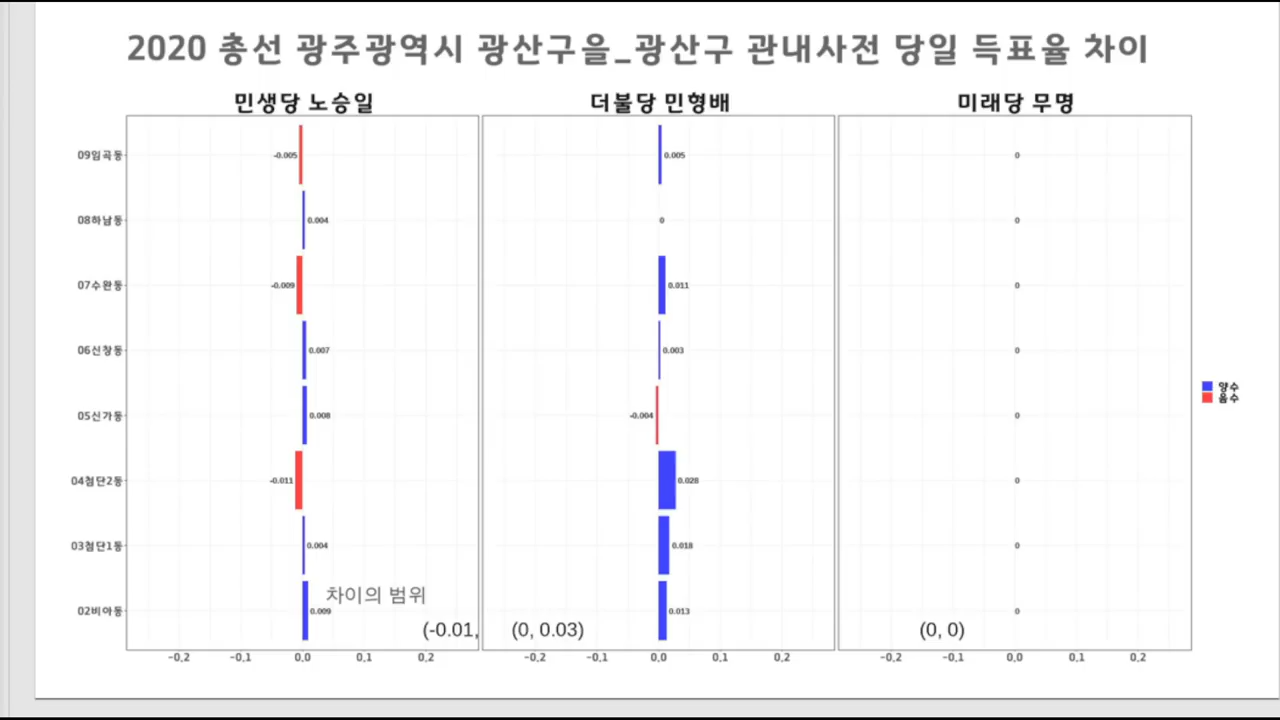 2020 총선 광주광역시 광산구을_광산구 관내사전 당일 득표율 차이
민생당 노승일 더불당 민형배 미래당 무명
09임곡동 -0.005 0.005 0
08하남동 0.004 0 0
07수완동 -0.009 0.011 0
06신창동 0.007 0.003 0
양수
음수
05신가동 0.008 -0.004 0
04첨단2동 -0.011 0.028 0
03첨단1동 0.004 0.018 0
차이의 범위
02비아동 0.009 0.013 0
(-0.01, (0, 0.03) (0, 0)
-0.2 -0.1 0.0 0.1 0.2 -0.2 -0.1 0.0 0.1 0.2 -0.2 -0.1 0.0 0.1 0.2